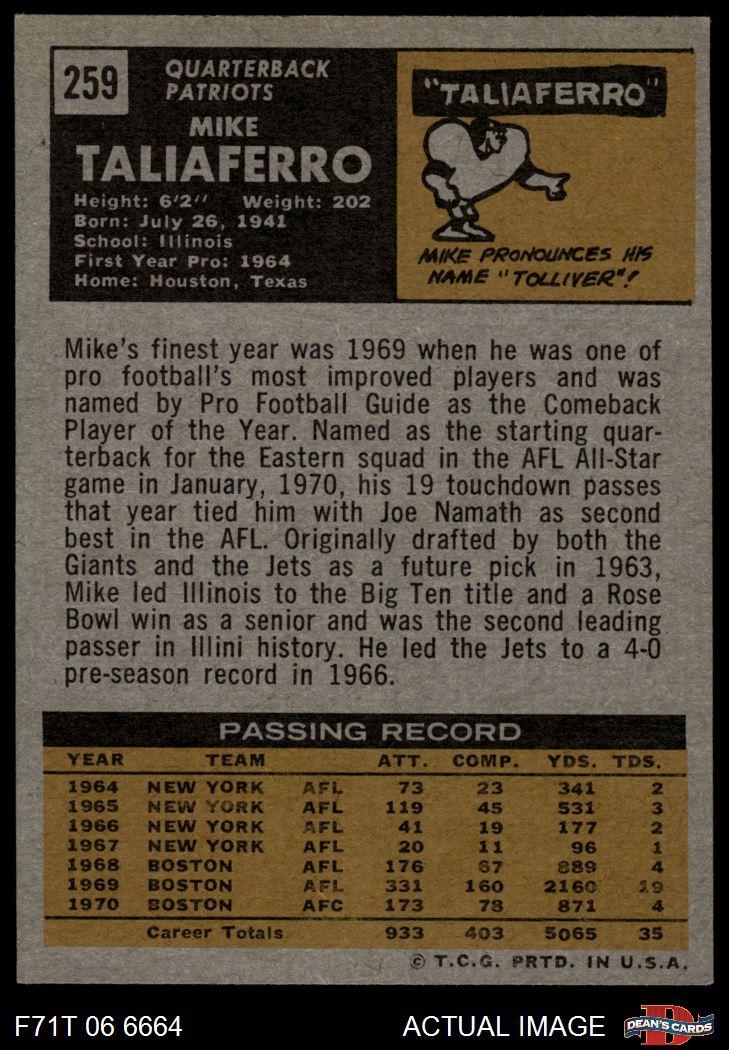 259
QUARTERBACK
PATRIOTS
MIKE
TALIAFERRO
Height: 6'2'' Weight: 202
Born: July 26, 1941
School: Illinois
First Year Pro: 1964
Home: Houston, Texas
"TALIAFERRO"
MIKE PRONOUNCES HIS
NAME "TOLLIVER"!
Mike's finest year was 1969 when he was one of
pro football's most improved players and was
named by Pro Football Guide as the Comeback
Player of the Year. Named as the starting quar-
terback for the Eastern squad in the AFL All-Star
game in January, 1970, his 19 touchdown passes
that year tied him with Joe Namath as second
best in the AFL. Originally drafted by both the
Giants and the Jets as a future pick in 1963,
Mike led Illinois to the Big Ten title and a Rose
Bowl win as a senior and was the second leading
passer in Illini history. He led the Jets to a 4-0
pre-season record in 1966.
PASSING RECORD
YEAR TEAM ATT. COMP. YDS. TDS.
1964 NEW YORK AFL 73 23 341 2
1965 NEW YORK AFL 119 45 531 3
1966 NEW YORK AFL 41 19 177 2
1967 NEW YORK AFL 20 11 96 1
1968 BOSTON AFL 176 67 889 4
1969 BOSTON AFL 331 160 2160 19
1970 BOSTON AFC 173 78 871 4
Career Totals 933 403 5065 35
© T.C.G. PRTD. IN U.S.A.
F71T 06 6664 ACTUAL IMAGE DEAN'S CARDS